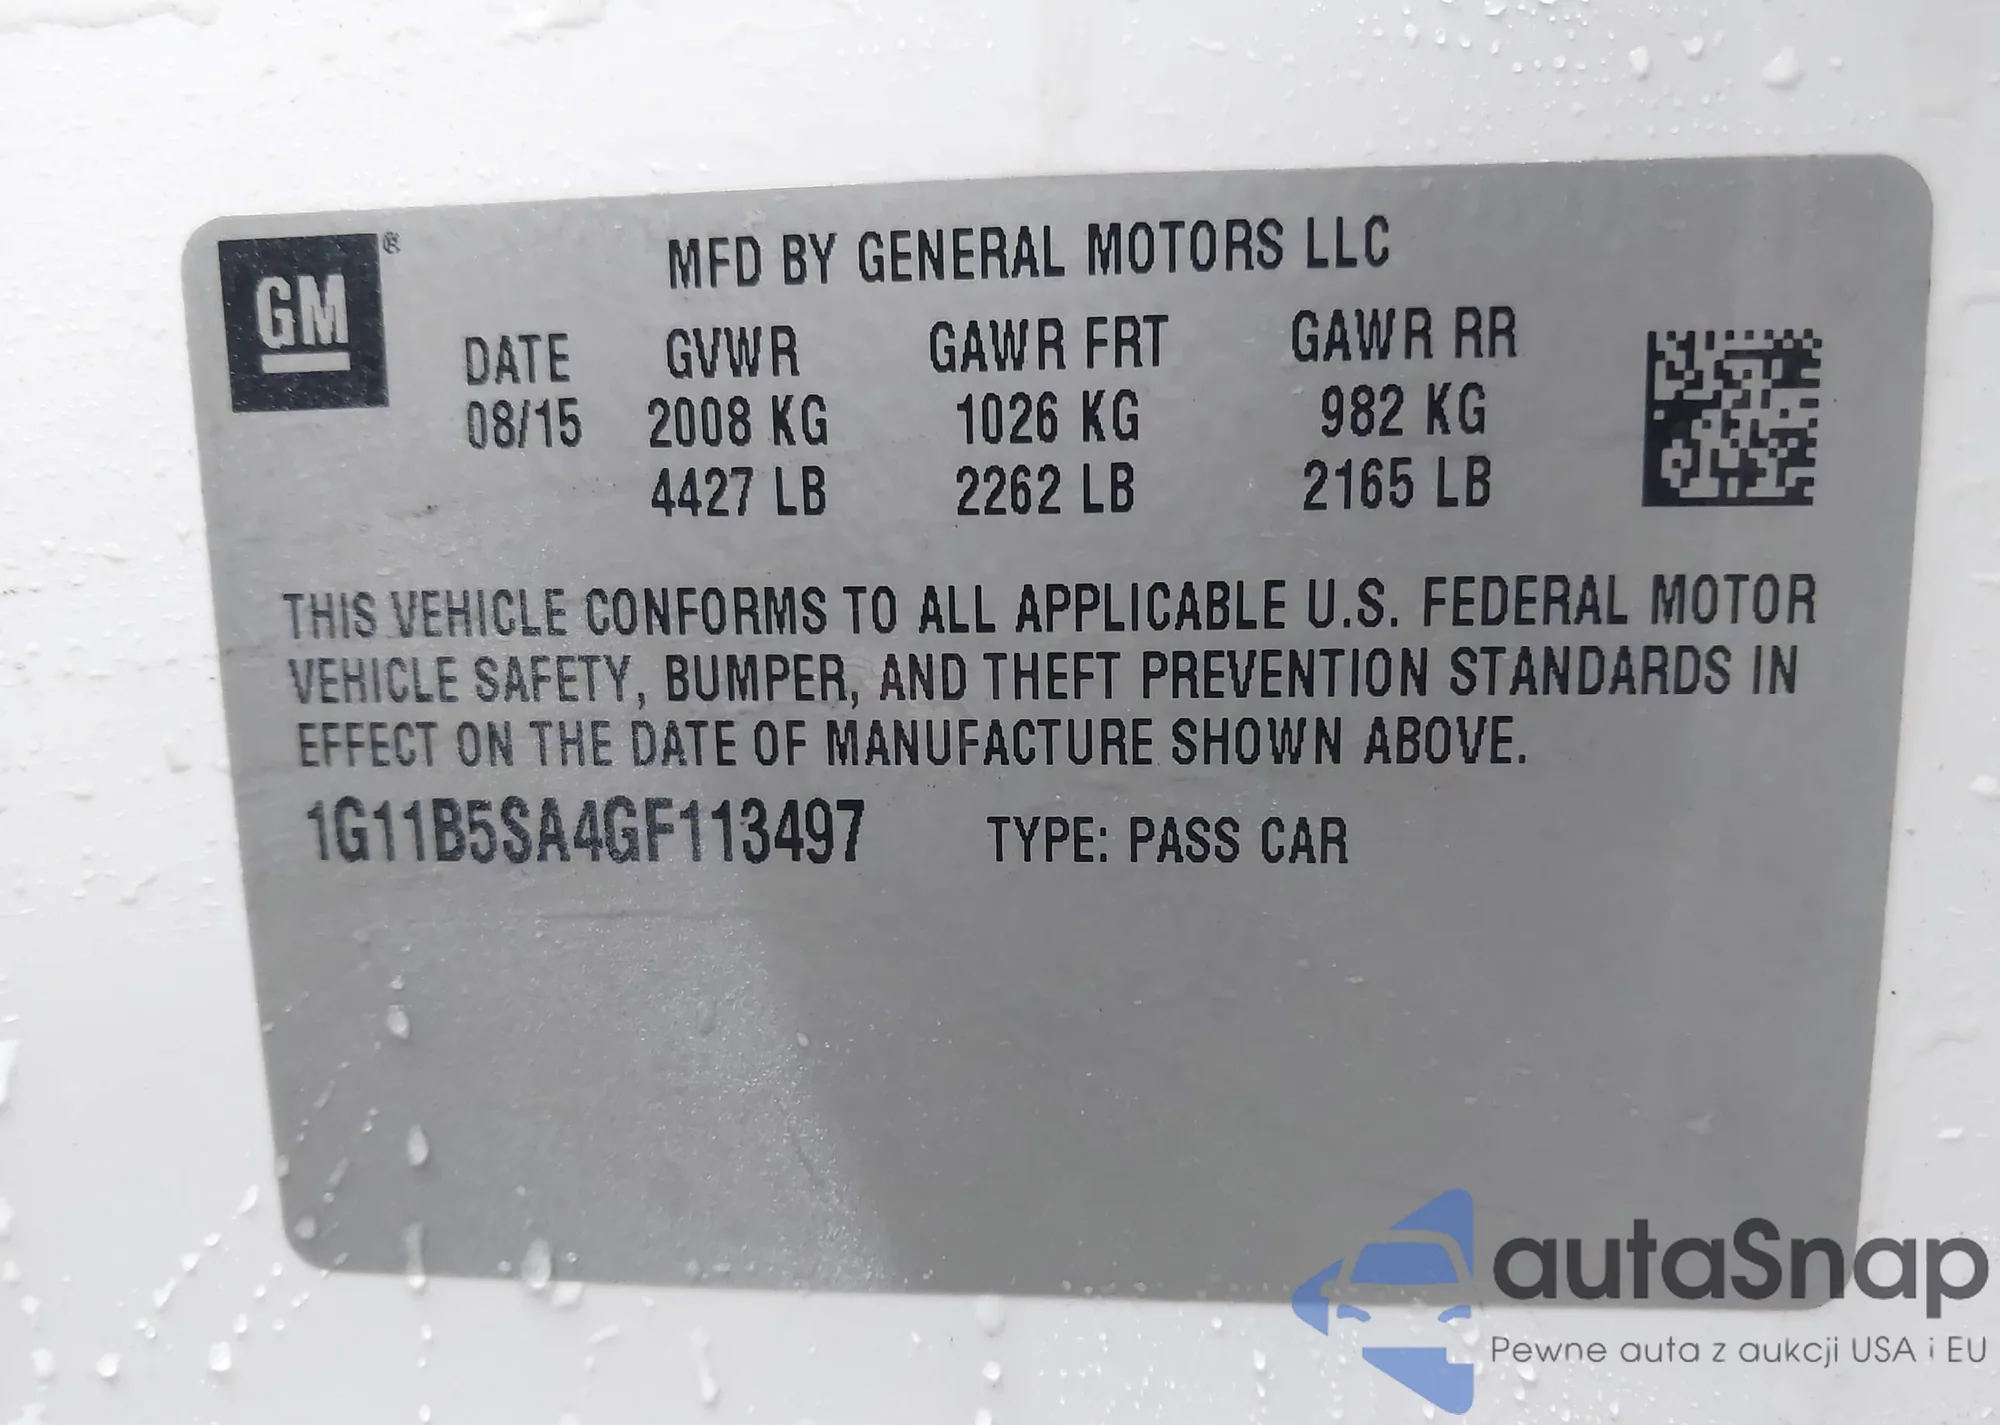 GM ®
MFD BY GENERAL MOTORS LLC
DATE GVWR GAWR FRT GAWR RR
08/15 2008 KG 1026 KG 982 KG
4427 LB 2262 LB 2165 LB
THIS VEHICLE CONFORMS TO ALL APPLICABLE U.S. FEDERAL MOTOR
VEHICLE SAFETY, BUMPER, AND THEFT PREVENTION STANDARDS IN
EFFECT ON THE DATE OF MANUFACTURE SHOWN ABOVE.
1G11B5SA4GF113497 TYPE: PASS CAR
autaSnap
Pewne auta z aukcji USA i EU